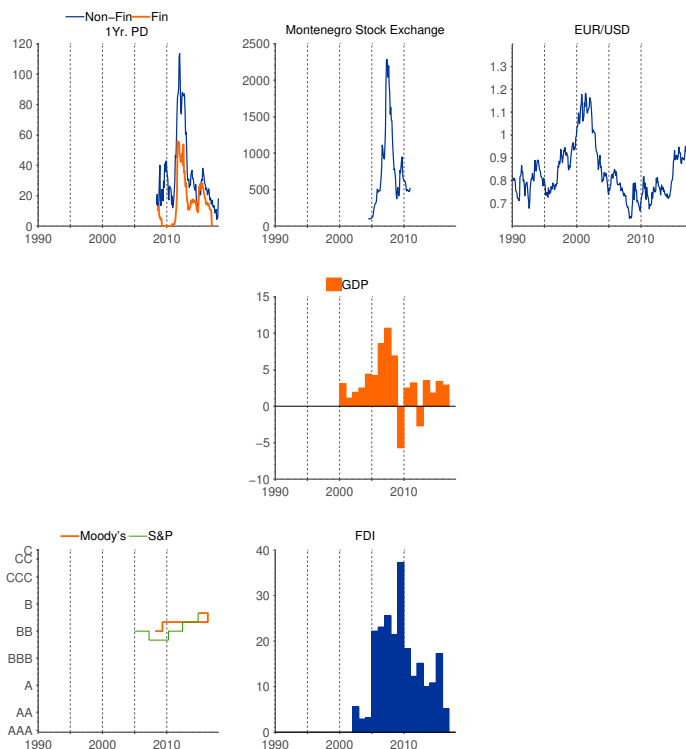 Non-Fin Fin
1Yr. PD
120
100
80
60
40
20
0
1990 2000 2010
Montenegro Stock Exchange
2500
2000
1500
1000
500
0
1990 2000 2010
EUR/USD
1.3
1.2
1.1
1
0.9
0.8
0.7
1990 2000 2010
GDP
15
10
5
0
−5
−10
1990 2000 2010
Moody's S&P
C
CC
CCC
B
BB
BBB
A
AA
AAA
1990 2000 2010
FDI
40
30
20
10
0
1990 2000 2010